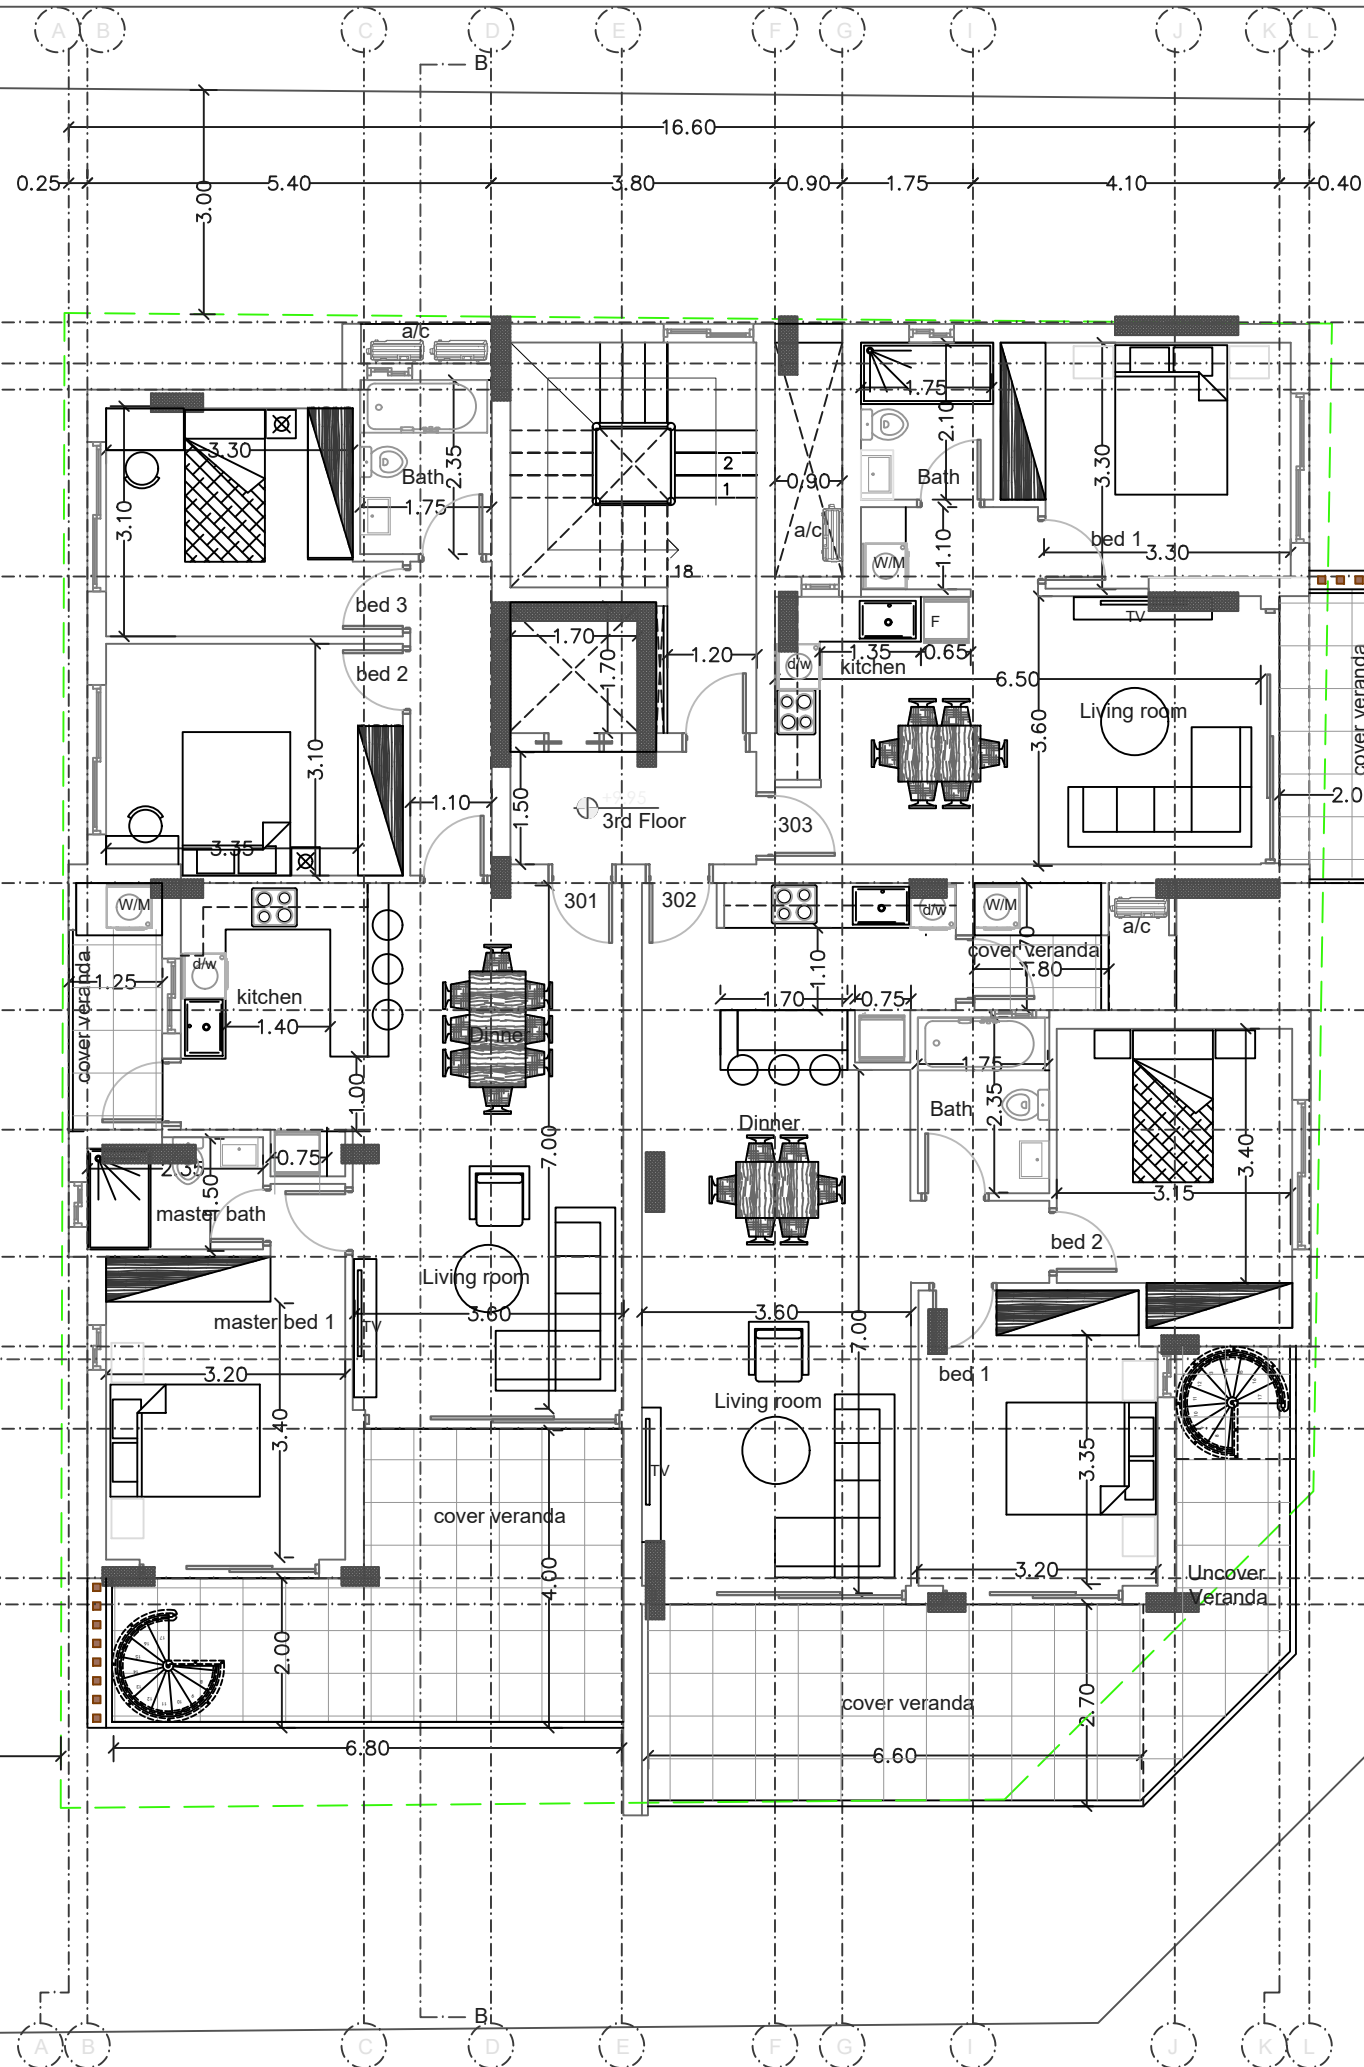 A B C D E F G I J K L
B
16.60
0.25 5.40 3.80 0.90 1.75 4.10 0.40
3.00
a/c
1.75
2.10
3.30
3.10
3.30
Bath
2.35
1.75
2
1
0.90
a/c
Bath
W/M
1.10
bed 1
3.30
18
bed 3
1.70
1.70
1.20
bed 2
F
TV
d/w
1.35
0.65
kitchen
6.50
Living room
3.60
cover veranda
2.0
3.10
3.35
1.10
1.50
+9.95
3rd Floor
303
301
302
W/M
d/w
kitchen
1.40
1.25
cover veranda
1.00
Dinner
7.00
d/w
W/M
a/c
cover veranda
1.80
1.10
1.70
0.75
1.75
2.35
Bath
Dinner
3.40
3.15
bed 2
2.35
0.75
master bath
master bed 1
3.20
3.40
TV
Living room
3.60
3.60
7.00
Living room
TV
bed 1
3.35
3.20
cover veranda
4.00
2.00
6.80
Uncover
Veranda
cover veranda
2.70
6.60
B
A B C D E F G I J K L